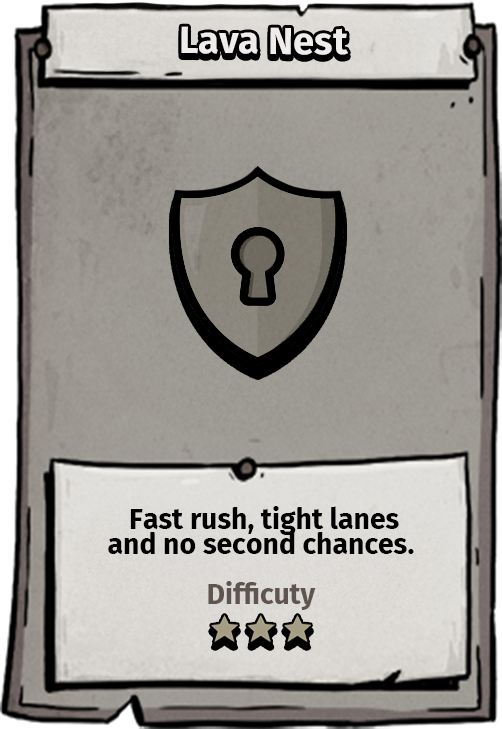 Lava Nest
Fast rush, tight lanes
and no second chances.
Difficuty